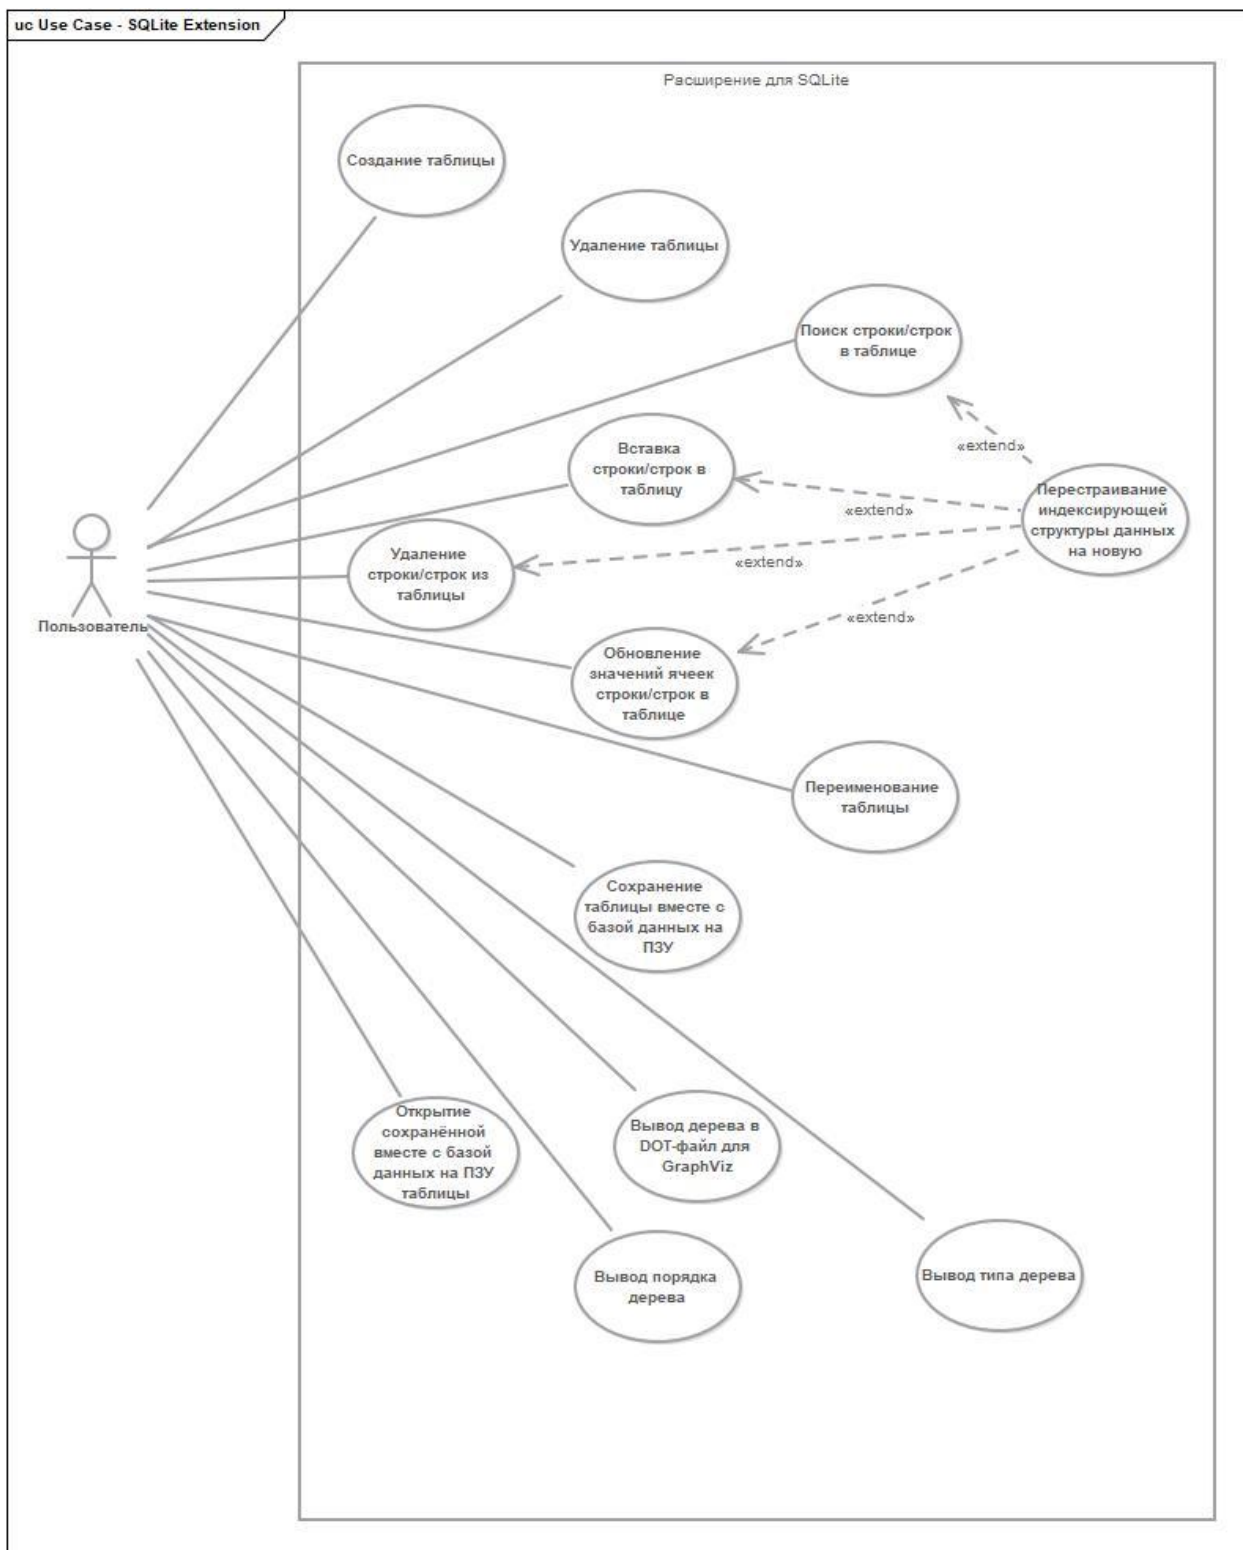 uc Use Case - SQLite Extension
Расширение для SQLite
Создание таблицы
Удаление таблицы
Поиск строки/строк
в таблице
«extend»
Вставка
строки/строк в
таблицу
Перестраивание
индексирующей
структуры данных
на новую
«extend»
Удаление
строки/строк из
таблицы
«extend»
Пользователь
«extend»
Обновление
значений ячеек
строки/строк в
таблице
Переименование
таблицы
Сохранение
таблицы вместе с
базой данных на
ПЗУ
Открытие
сохранённой
вместе с базой
данных на ПЗУ
таблицы
Вывод дерева в
DOT-файл для
GraphViz
Вывод порядка
дерева
Вывод типа дерева